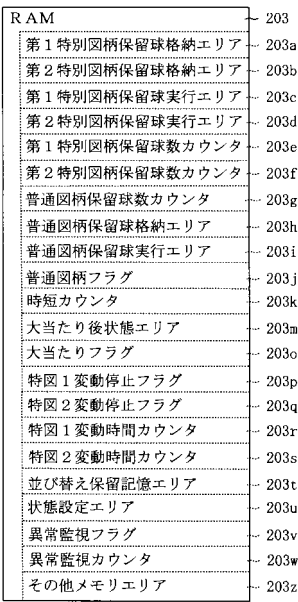 RAM 203
第1特別図柄保留球格納エリア 203a
第2特別図柄保留球格納エリア 203b
第1特別図柄保留球実行エリア 203c
第2特別図柄保留球実行エリア 203d
第1特別図柄保留球数カウンタ 203e
第2特別図柄保留球数カウンタ 203f
普通図柄保留球数カウンタ 203g
普通図柄保留球格納エリア 203h
普通図柄保留球実行エリア 203i
普通図柄フラグ 203j
時短カウンタ 203k
大当たり後状態エリア 203m
大当たりフラグ 203o
特図1変動停止フラグ 203p
特図2変動停止フラグ 203q
特図1変動時間カウンタ 203r
特図2変動時間カウンタ 203s
並び替え保留記憶エリア 203t
状態設定エリア 203u
異常監視フラグ 203v
異常監視カウンタ 203w
その他メモリエリア 203z